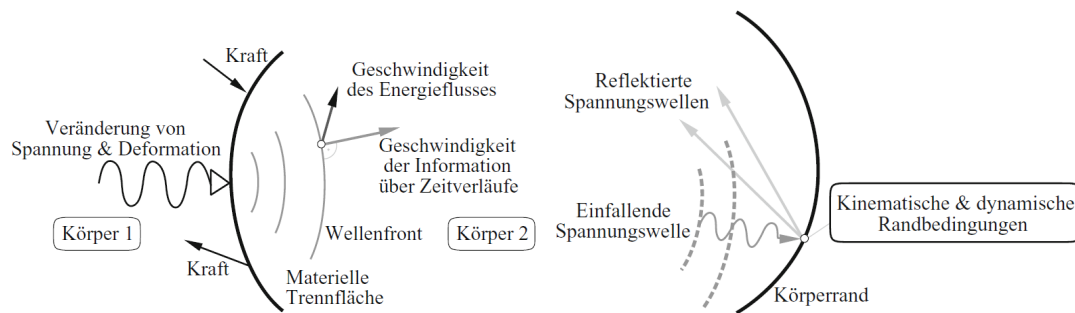 Kraft
Geschwindigkeit
des Energieflusses
Veränderung von
Spannung & Deformation
Geschwindigkeit
der Information
über Zeitverläufe
Körper 1
Wellenfront
Körper 2
Kraft
Materielle
Trennfläche
Reflektierte
Spannungswellen
Einfallende
Spannungswelle
Kinematische & dynamische
Randbedingungen
Körperrand